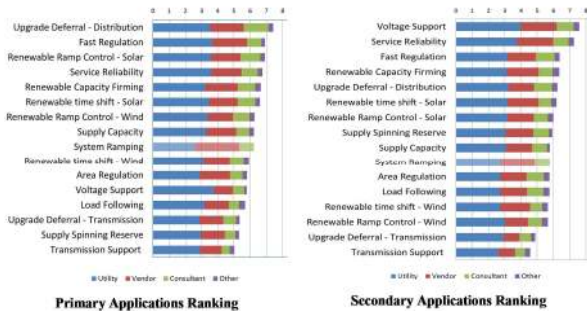 0 1 2 3 4 5 6 7 8
Upgrade Deferral - Distribution
Fast Regulation
Renewable Ramp Control - Solar
Service Reliability
Renewable Capacity Firming
Renewable time shift - Solar
Renewable Ramp Control - Wind
Supply Capacity
System Ramping
Renewable time shift - Wind
Area Regulation
Voltage Support
Load Following
Upgrade Deferral - Transmission
Supply Spinning Reserve
Transmission Support
Utility Vendor Consultant Other
Primary Applications Ranking
0 1 2 3 4 5 6 7 8
Voltage Support
Service Reliability
Fast Regulation
Renewable Capacity Firming
Upgrade Deferral - Distribution
Renewable time shift - Solar
Renewable Ramp Control - Solar
Supply Spinning Reserve
Supply Capacity
System Ramping
Area Regulation
Load Following
Renewable time shift - Wind
Renewable Ramp Control - Wind
Upgrade Deferral - Transmission
Transmission Support
Utility Vendor Consultant Other
Secondary Applications Ranking